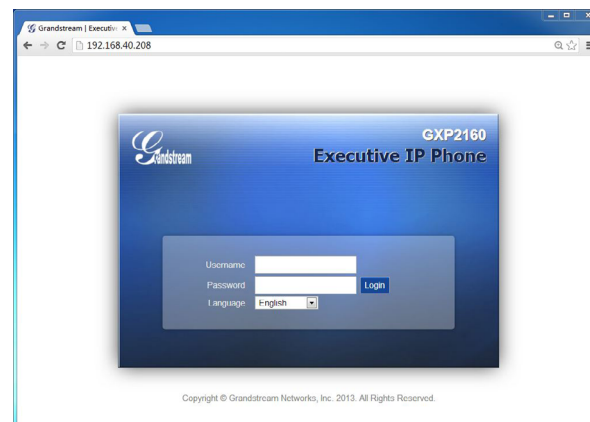 Grandstream | Executiv
192.168.40.208
Grandstream
GXP2160
Executive IP Phone
Username
Password
Login
Language
English
Copyright © Grandstream Networks, Inc. 2013. All Rights Reserved.